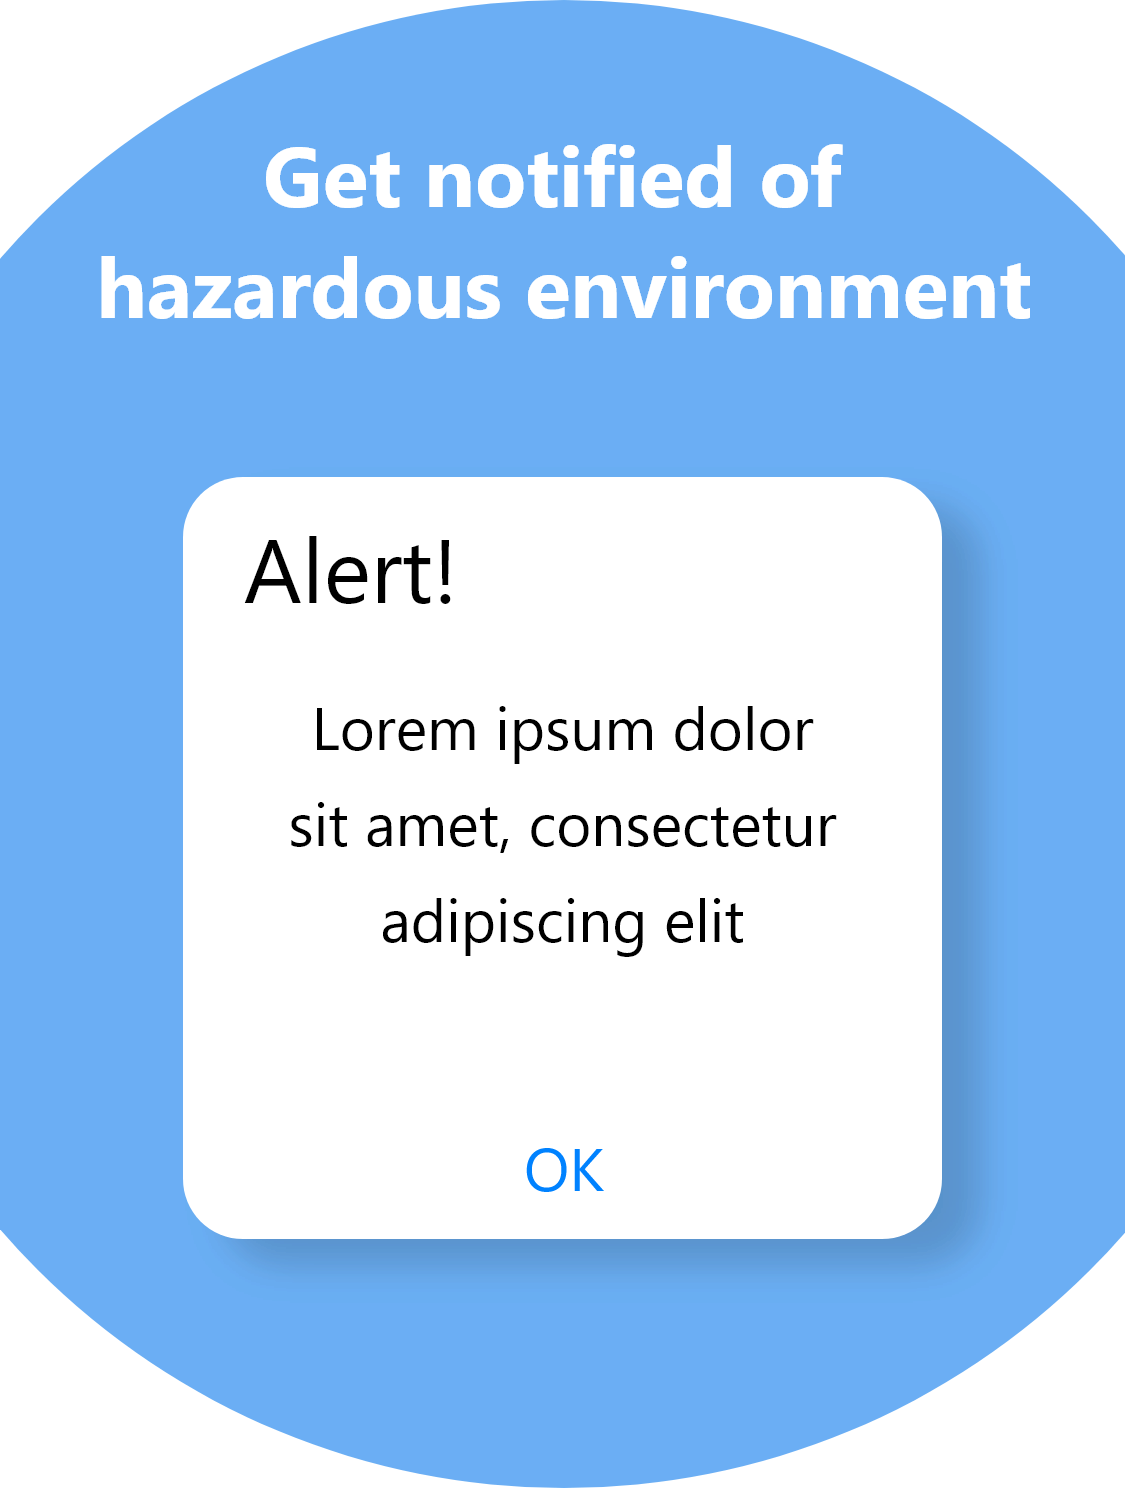 Get notified of
hazardous environment
Alert!
Lorem ipsum dolor
sit amet, consectetur
adipiscing elit
OK